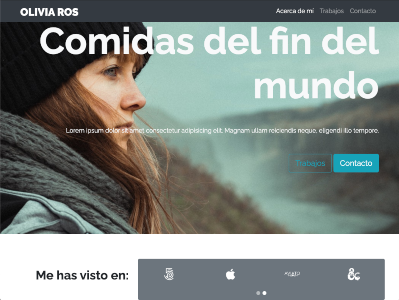 OLIVIA ROS
Acerca de mí Trabajos Contacto
Comidas del fin del
mundo
Lorem ipsum dolor sit amet consectetur adipisicing elit. Magnam ullam reiciendis neque, eligendi illo tempore.
Trabajos Contacto
Me has visto en: